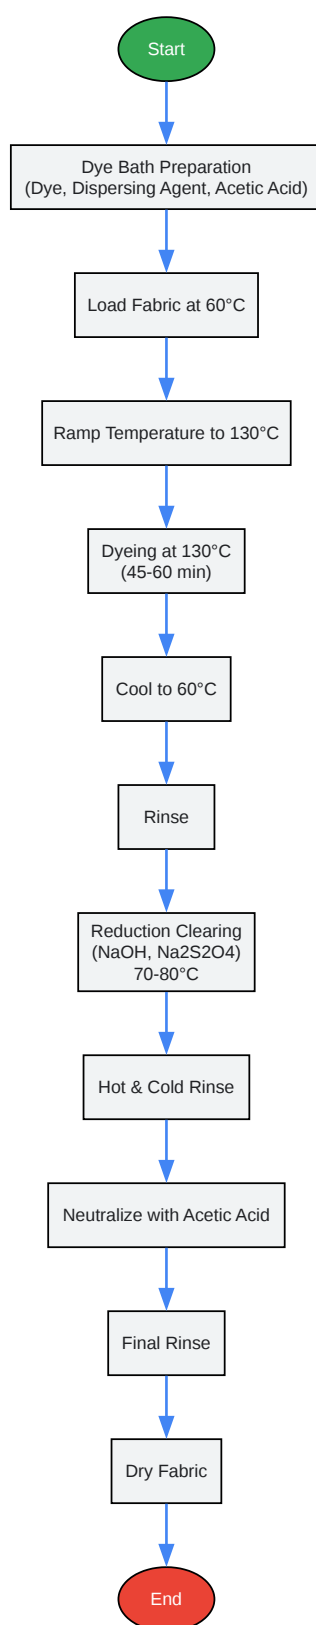 Start
Dye Bath Preparation
(Dye, Dispersing Agent, Acetic Acid)
Load Fabric at 60°C
Ramp Temperature to 130°C
Dyeing at 130°C
(45-60 min)
Cool to 60°C
Rinse
Reduction Clearing
(NaOH, Na2S2O4)
70-80°C
Hot & Cold Rinse
Neutralize with Acetic Acid
Final Rinse
Dry Fabric
End